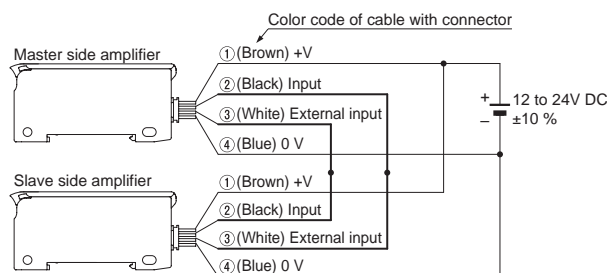 Color code of cable with connector
Master side amplifier
① (Brown) +V
② (Black) Input
③ (White) External input
④ (Blue) 0 V
+
12 to 24V DC
–
±10 %
Slave side amplifier
① (Brown) +V
② (Black) Input
③ (White) External input
④ (Blue) 0 V